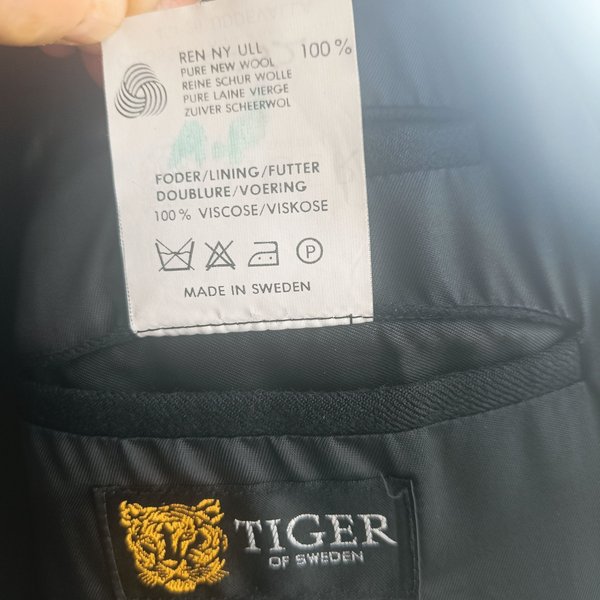 REN NY ULL 100%
PURE NEW WOOL
REINE SCHUR WOLLE
PURE LAINE VIERGE
ZUIVER SCHEERWOL
FODER/LINING/FUTTER
DOUBLURE/VOERING
100% VISCOSE/VISKOSE
P
MADE IN SWEDEN
TIGER
OF SWEDEN